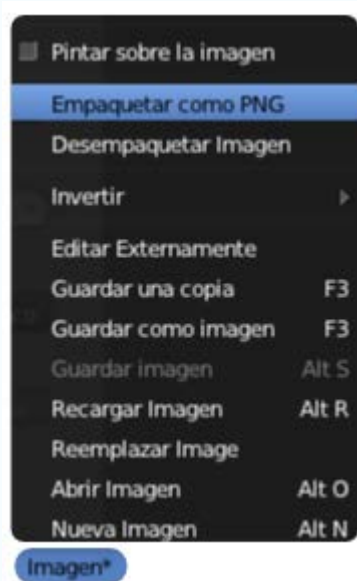 Pintar sobre la imagen
Empaquetar como PNG
Desempaquetar Imagen
Invertir
Editar Externamente
Guardar una copia F3
Guardar como imagen F3
Guardar imagen Alt S
Recargar Imagen Alt R
Reemplazar Image
Abrir Imagen Alt O
Nueva Imagen Alt N
Imagen*